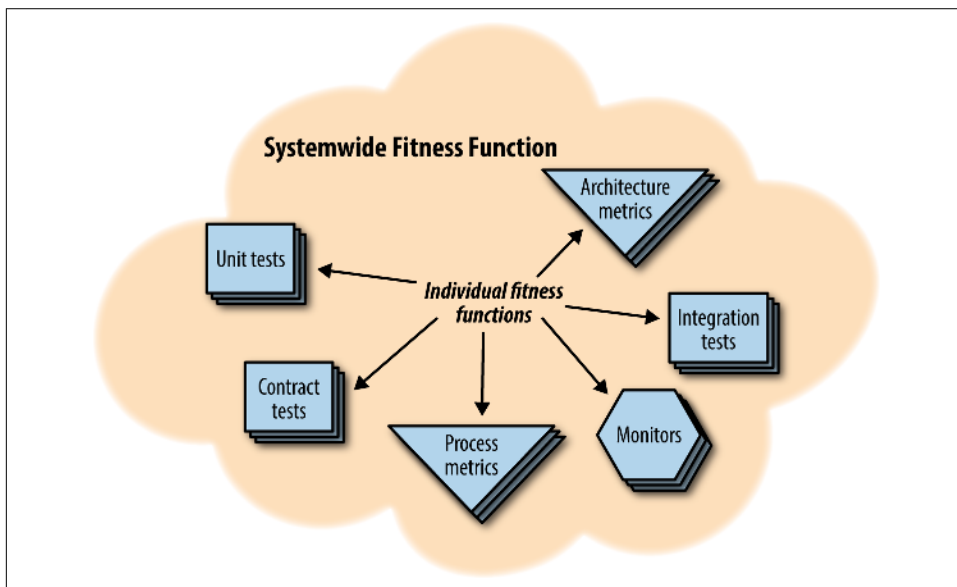 Systemwide Fitness Function
Architecture
metrics
Unit tests
Individual fitness
functions
Integration
tests
Contract
tests
Process
metrics
Monitors